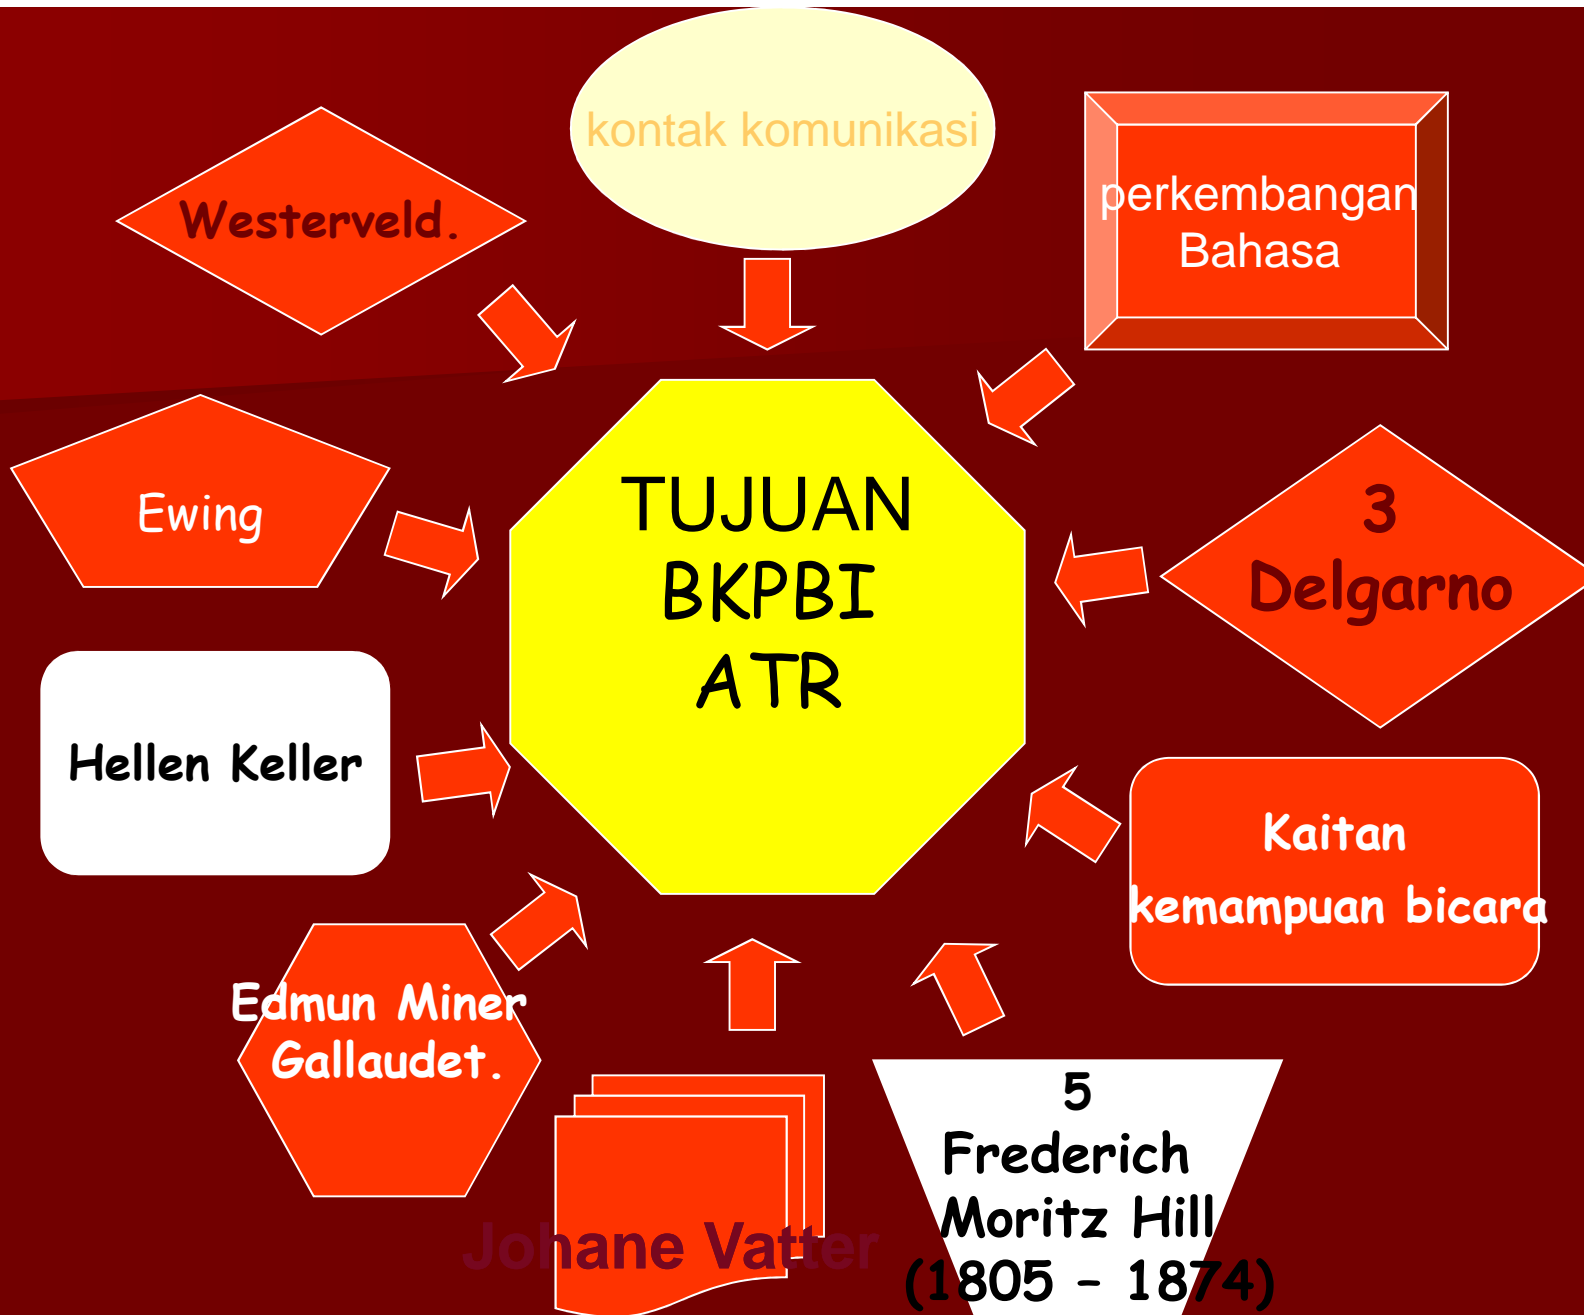 kontak komunikasi
Westerveld.
perkembangan
Bahasa
Ewing
TUJUAN
BKPBI
ATR
3
Delgarno
Hellen Keller
Kaitan
kemampuan bicara
Edmun Miner
Gallaudet.
Johane Vatter
5
Frederich
Moritz Hill
(1805 – 1874)